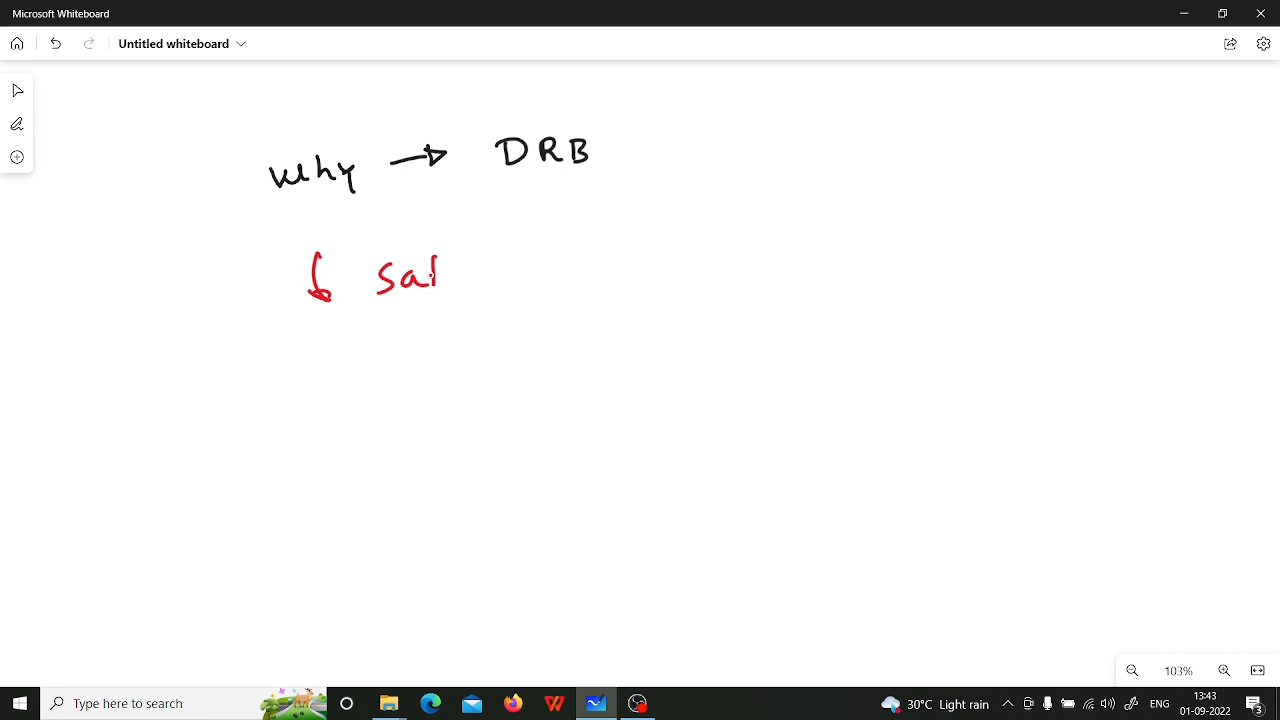 Microsoft Whiteboard
Untitled whiteboard
why → DRB
sal
103%
Type here to search
30°C Light rain
ENG
13:43
01-09-2022
3